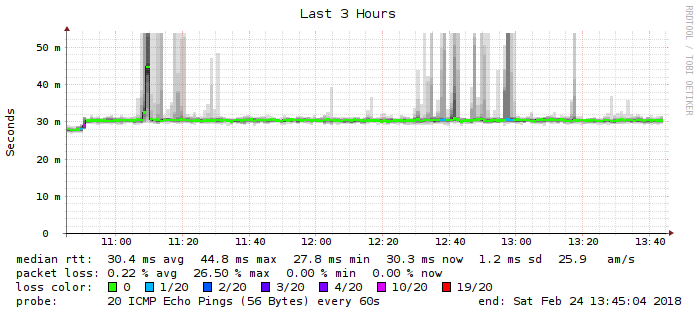 Last 3 Hours
RRDTOOL / TOBI OETIKER
Seconds
50 m
40 m
30 m
20 m
10 m
0
11:00 11:20 11:40 12:00 12:20 12:40 13:00 13:20 13:40
median rtt: 30.4 ms avg 44.8 ms max 27.8 ms min 30.3 ms now 1.2 ms sd 25.9 am/s
packet loss: 0.22 % avg 26.50 % max 0.00 % min 0.00 % now
loss color: 0 1/20 2/20 3/20 4/20 10/20 19/20
probe: 20 ICMP Echo Pings (56 Bytes) every 60s end: Sat Feb 24 13:45:04 2018